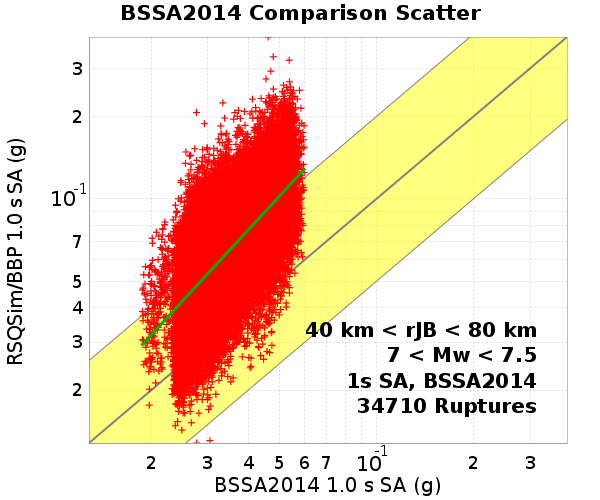 BSSA2014 Comparison Scatter
RSQSim/BBP 1.0 s SA (g)
3
2
10-1
7
5
4
3
2
40 km < rJB < 80 km
7 < Mw < 7.5
1s SA, BSSA2014
34710 Ruptures
2 3 4 5 6 7 10-1 2 3
BSSA2014 1.0 s SA (g)